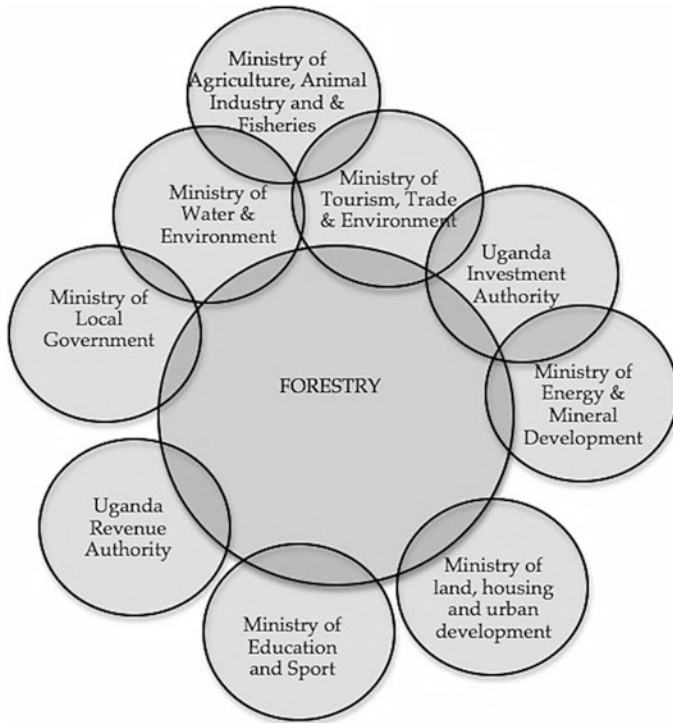 Ministry of
Agriculture, Animal
Industry and &
Fisheries
Ministry of
Water &
Environment
Ministry of
Tourism, Trade
& Environment
Uganda
Investment
Authority
Ministry of
Local
Government
FORESTRY
Ministry of
Energy &
Mineral
Development
Uganda
Revenue
Authority
Ministry of
land, housing
and urban
development
Ministry of
Education
and Sport